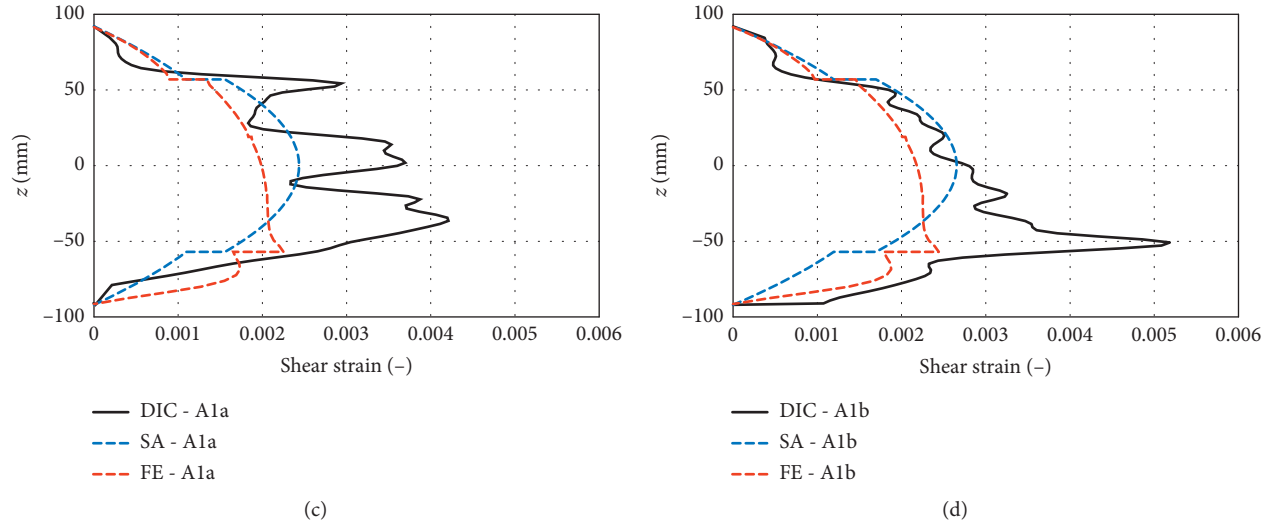 (c)
(d)
100
50
0
−50
−100
z (mm)
0 0.001 0.002 0.003 0.004 0.005 0.006
Shear strain (–)
DIC - A1a
SA - A1a
FE - A1a
100
50
0
−50
−100
z (mm)
0 0.001 0.002 0.003 0.004 0.005 0.006
Shear strain (–)
DIC - A1b
SA - A1b
FE - A1b
(c)
(d)